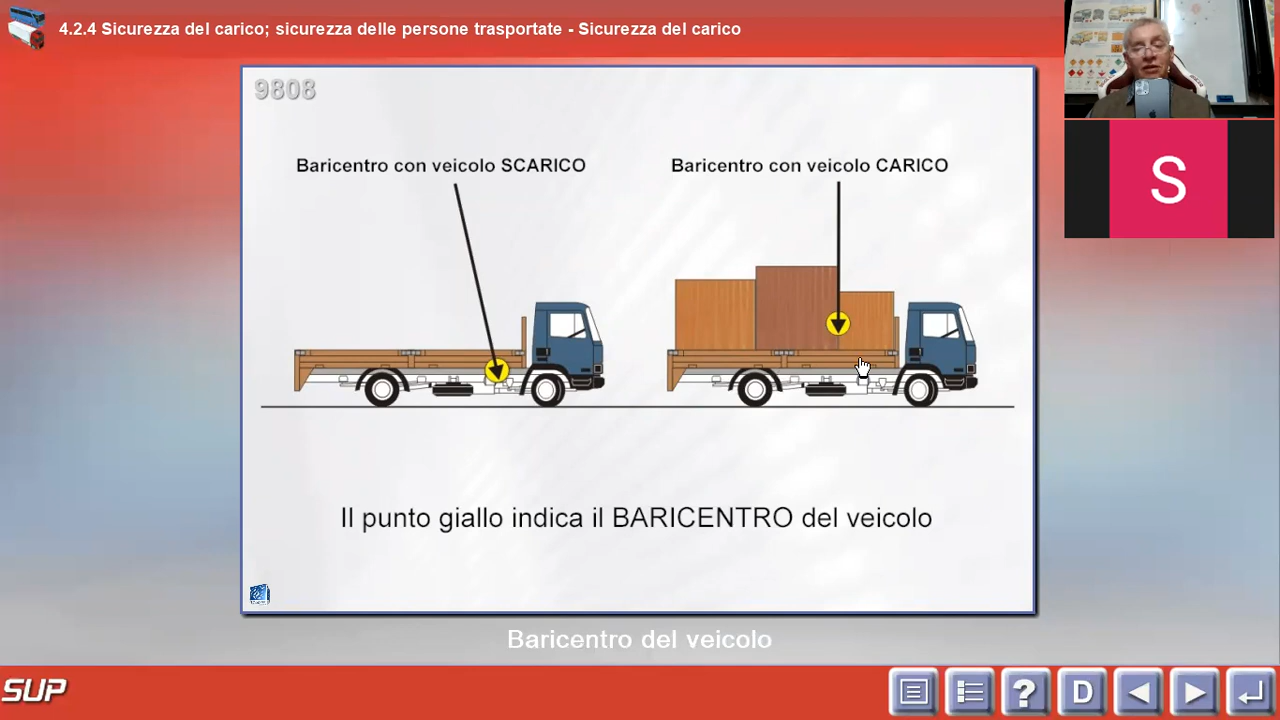 4.2.4 Sicurezza del carico; sicurezza delle persone trasportate - Sicurezza del carico
9808
Baricentro con veicolo SCARICO
Baricentro con veicolo CARICO
Il punto giallo indica il BARICENTRO del veicolo
Baricentro del veicolo
S
SUP
?
D